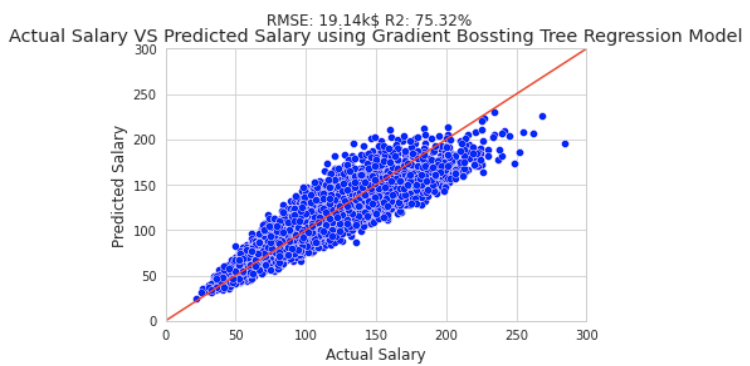 RMSE: 19.14k$ R2: 75.32%
Actual Salary VS Predicted Salary using Gradient Bossting Tree Regression Model
300
250
200
150
100
50
0
Predicted Salary
0 50 100 150 200 250 300
Actual Salary